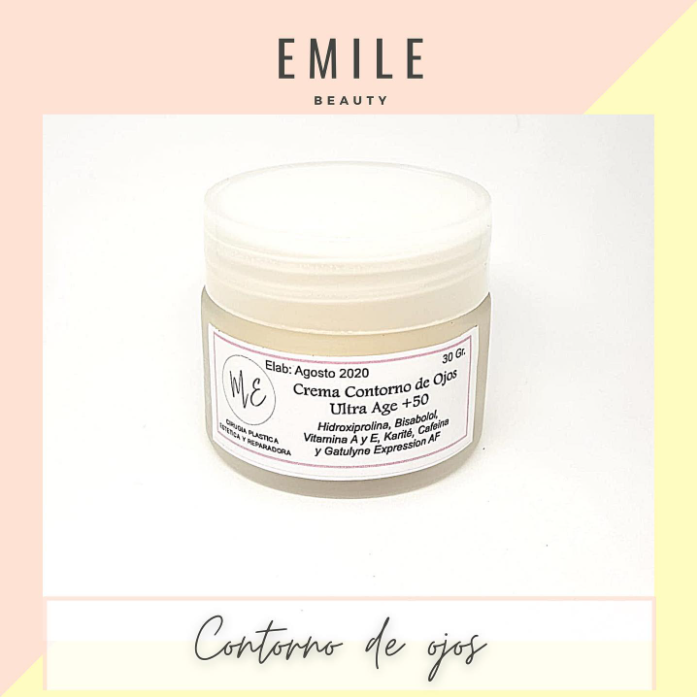 EMILE
BEAUTY
Elab: Agosto 2020
30 Gr.
ME
CIRUGIA PLASTICA
ESTETICA Y REPARADORA
Crema Contorno de Ojos
Ultra Age +50
Hidroxiprolina, Bisabolol,
Vitamina A y E, Karité, Cafeina
y Gatulyne Expression AF
Contorno de ojos